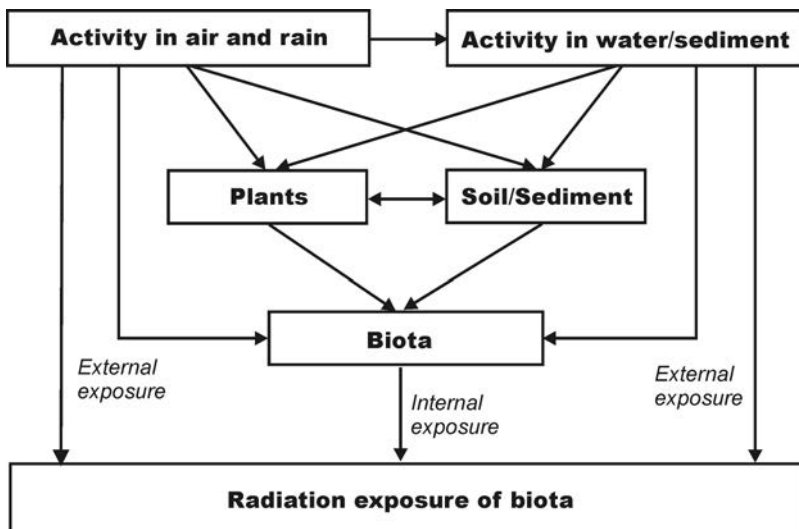 Activity in air and rain
Activity in water/sediment
Plants
Soil/Sediment
Biota
External
exposure
Internal
exposure
External
exposure
Radiation exposure of biota